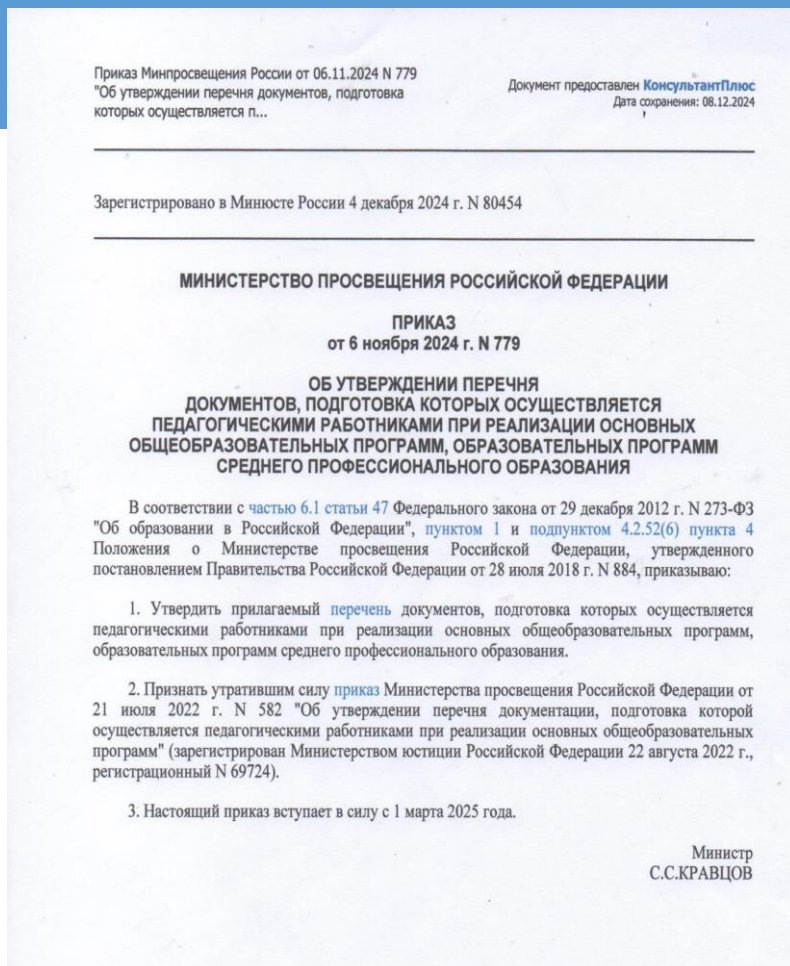 Приказ Минпросвещения России от 06.11.2024 N 779
"Об утверждении перечня документов, подготовка
которых осуществляется п...
Документ предоставлен КонсультантПлюс
Дата сохранения: 08.12.2024
Зарегистрировано в Минюсте России 4 декабря 2024 г. N 80454
МИНИСТЕРСТВО ПРОСВЕЩЕНИЯ РОССИЙСКОЙ ФЕДЕРАЦИИ
ПРИКАЗ
от 6 ноября 2024 г. N 779
ОБ УТВЕРЖДЕНИИ ПЕРЕЧНЯ
ДОКУМЕНТОВ, ПОДГОТОВКА КОТОРЫХ ОСУЩЕСТВЛЯЕТСЯ
ПЕДАГОГИЧЕСКИМИ РАБОТНИКАМИ ПРИ РЕАЛИЗАЦИИ ОСНОВНЫХ
ОБЩЕОБРАЗОВАТЕЛЬНЫХ ПРОГРАММ, ОБРАЗОВАТЕЛЬНЫХ ПРОГРАММ
СРЕДНЕГО ПРОФЕССИОНАЛЬНОГО ОБРАЗОВАНИЯ
В соответствии с частью 6.1 статьи 47 Федерального закона от 29 декабря 2012 г. N 273-ФЗ
"Об образовании в Российской Федерации", пунктом 1 и подпунктом 4.2.52(6) пункта 4
Положения о Министерстве просвещения Российской Федерации, утвержденного
постановлением Правительства Российской Федерации от 28 июля 2018 г. N 884, приказываю:
1. Утвердить прилагаемый перечень документов, подготовка которых осуществляется
педагогическими работниками при реализации основных общеобразовательных программ,
образовательных программ среднего профессионального образования.
2. Признать утратившим силу приказ Министерства просвещения Российской Федерации от
21 июля 2022 г. N 582 "Об утверждении перечня документации, подготовка которой
осуществляется педагогическими работниками при реализации основных общеобразовательных
программ" (зарегистрирован Министерством юстиции Российской Федерации 22 августа 2022 г.,
регистрационный N 69724).
3. Настоящий приказ вступает в силу с 1 марта 2025 года.
Министр
С.С.КРАВЦОВ